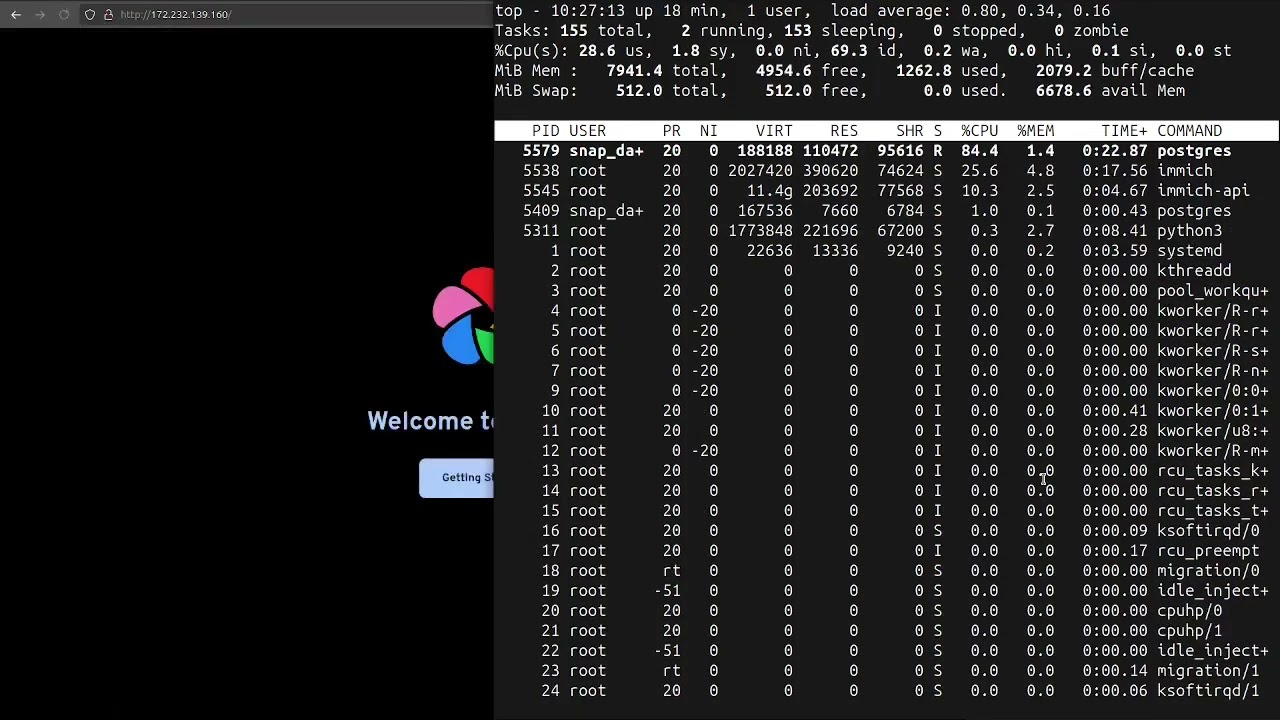 http://172.232.139.160/
Welcome to
Getting St
top - 10:27:13 up 18 min,  1 user,  load average: 0.80, 0.34, 0.16
Tasks: 155 total,   2 running, 153 sleeping,   0 stopped,   0 zombie
%Cpu(s): 28.6 us,  1.8 sy,  0.0 ni, 69.3 id,  0.2 wa,  0.0 hi,  0.1 si,  0.0 st
MiB Mem :   7941.4 total,   4954.6 free,   1262.8 used,   2079.2 buff/cache
MiB Swap:    512.0 total,    512.0 free,      0.0 used.   6678.6 avail Mem
PID USER PR NI VIRT RES SHR S %CPU %MEM TIME+ COMMAND
5579 snap_da+ 20 0 188188 110472 95616 R 84.4 1.4 0:22.87 postgres
5538 root 20 0 2027420 390620 74624 S 25.6 4.8 0:17.56 immich
5545 root 20 0 11.4g 203692 77568 S 10.3 2.5 0:04.67 immich-api
5409 snap_da+ 20 0 167536 7660 6784 S 1.0 0.1 0:00.43 postgres
5311 root 20 0 1773848 221696 67200 S 0.3 2.7 0:08.41 python3
1 root 20 0 22636 13336 9240 S 0.0 0.2 0:03.59 systemd
2 root 20 0 0 0 0 S 0.0 0.0 0:00.00 kthreadd
3 root 20 0 0 0 0 S 0.0 0.0 0:00.00 pool_workqu+
4 root 0 -20 0 0 0 I 0.0 0.0 0:00.00 kworker/R-r+
5 root 0 -20 0 0 0 I 0.0 0.0 0:00.00 kworker/R-r+
6 root 0 -20 0 0 0 I 0.0 0.0 0:00.00 kworker/R-s+
7 root 0 -20 0 0 0 I 0.0 0.0 0:00.00 kworker/R-n+
9 root 0 -20 0 0 0 I 0.0 0.0 0:00.00 kworker/0:0+
10 root 20 0 0 0 0 I 0.0 0.0 0:00.41 kworker/0:1+
11 root 20 0 0 0 0 I 0.0 0.0 0:00.28 kworker/u8:+
12 root 0 -20 0 0 0 I 0.0 0.0 0:00.00 kworker/R-m+
13 root 20 0 0 0 0 I 0.0 0.0 0:00.00 rcu_tasks_k+
14 root 20 0 0 0 0 I 0.0 0.0 0:00.00 rcu_tasks_r+
15 root 20 0 0 0 0 I 0.0 0.0 0:00.00 rcu_tasks_t+
16 root 20 0 0 0 0 S 0.0 0.0 0:00.09 ksoftirqd/0
17 root 20 0 0 0 0 I 0.0 0.0 0:00.17 rcu_preempt
18 root rt 0 0 0 0 S 0.0 0.0 0:00.00 migration/0
19 root -51 0 0 0 0 S 0.0 0.0 0:00.00 idle_inject+
20 root 20 0 0 0 0 S 0.0 0.0 0:00.00 cpuhp/0
21 root 20 0 0 0 0 S 0.0 0.0 0:00.00 cpuhp/1
22 root -51 0 0 0 0 S 0.0 0.0 0:00.00 idle_inject+
23 root rt 0 0 0 0 S 0.0 0.0 0:00.14 migration/1
24 root 20 0 0 0 0 S 0.0 0.0 0:00.06 ksoftirqd/1